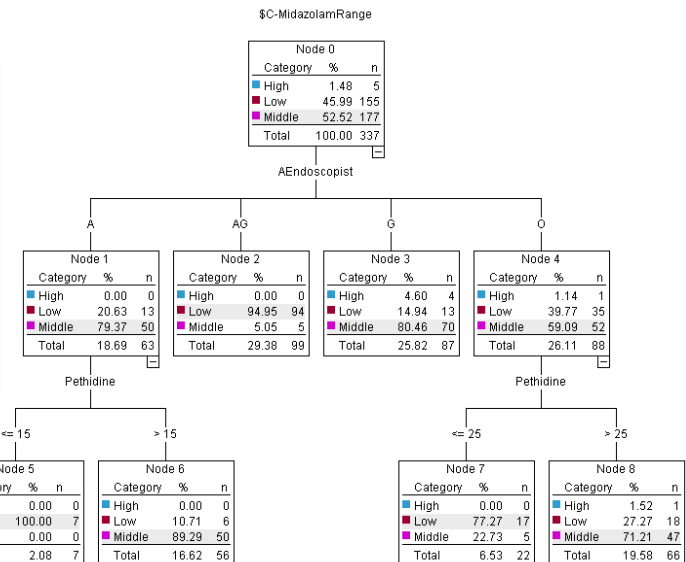 $C-MidazolamRange
Node 0
Category % n
High 1.48 5
Low 45.99 155
Middle 52.52 177
Total 100.00 337
AEndoscopist
A AG G O
Node 1
Category % n
High 0.00 0
Low 20.63 13
Middle 79.37 50
Total 18.69 63
Node 2
Category % n
High 0.00 0
Low 94.95 94
Middle 5.05 5
Total 29.38 99
Node 3
Category % n
High 4.60 4
Low 14.94 13
Middle 80.46 70
Total 25.82 87
Node 4
Category % n
High 1.14 1
Low 39.77 35
Middle 59.09 52
Total 26.11 88
Pethidine
<= 15 > 15
Node 5
ory % n
0.00 0
100.00 7
0.00 0
2.08 7
Node 6
Category % n
High 0.00 0
Low 10.71 6
Middle 89.29 50
Total 16.62 56
Pethidine
<= 25 > 25
Node 7
Category % n
High 0.00 0
Low 77.27 17
Middle 22.73 5
Total 6.53 22
Node 8
Category % n
High 1.52 1
Low 27.27 18
Middle 71.21 47
Total 19.58 66